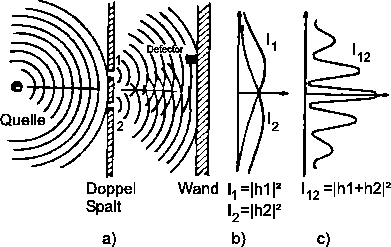 Detector
1
I₁
I₁₂
Quelle
2
I₂
Doppel
Spalt
Wand
I₁=|h1|²
I₂=|h2|²
I₁₂=|h1+h2|²
a)
b)
c)